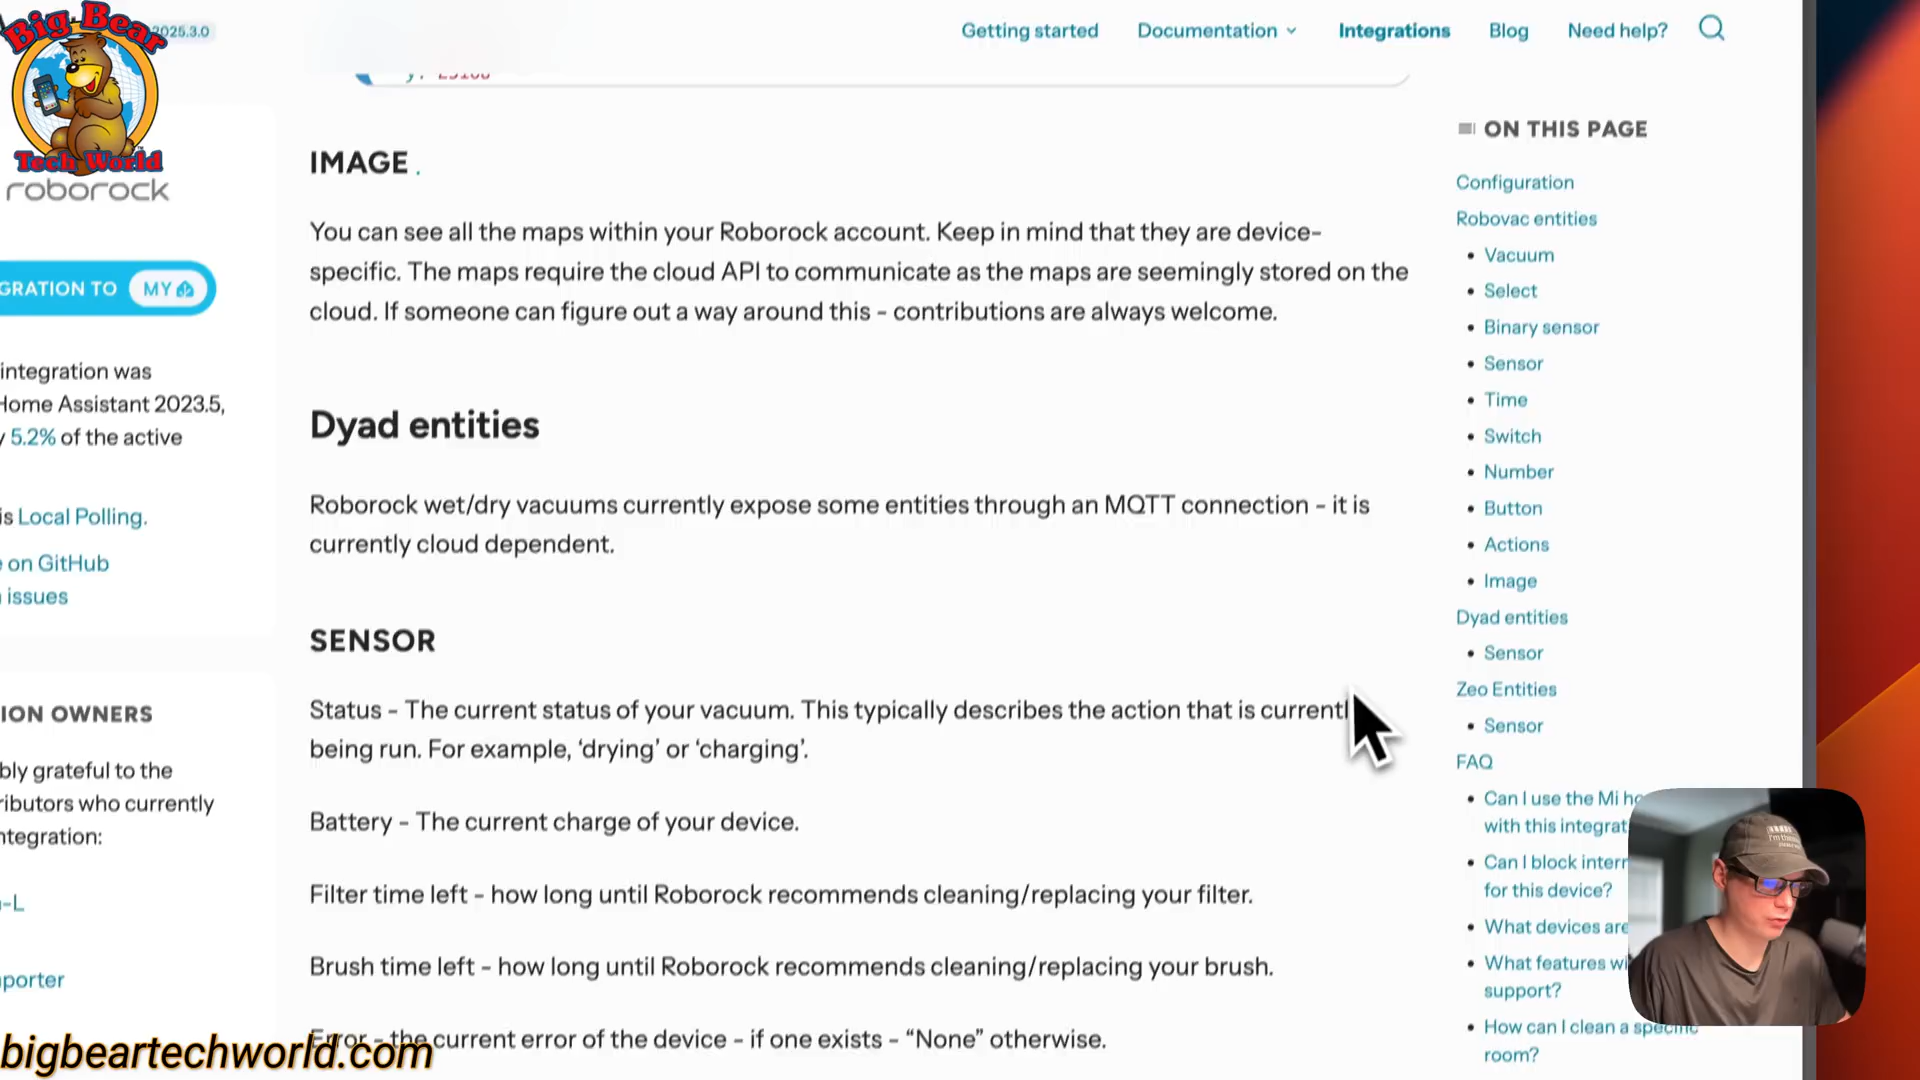 Big Bear
Tech World
2025.3.0
Getting started
Documentation
Integrations
Blog
Need help?
roborock
GRATION TO MY
integration was
Home Assistant 2023.5,
y 5.2% of the active
is Local Polling.
e on GitHub
issues
ION OWNERS
bly grateful to the
ributors who currently
ntegration:
-L
porter
IMAGE
You can see all the maps within your Roborock account. Keep in mind that they are device-
specific. The maps require the cloud API to communicate as the maps are seemingly stored on the
cloud. If someone can figure out a way around this - contributions are always welcome.
Dyad entities
Roborock wet/dry vacuums currently expose some entities through an MQTT connection - it is
currently cloud dependent.
SENSOR
Status - The current status of your vacuum. This typically describes the action that is currentl
being run. For example, ‘drying’ or ‘charging’.
Battery - The current charge of your device.
Filter time left - how long until Roborock recommends cleaning/replacing your filter.
Brush time left - how long until Roborock recommends cleaning/replacing your brush.
Error - the current error of the device - if one exists - “None” otherwise.
ON THIS PAGE
Configuration
Robovac entities
Vacuum
Select
Binary sensor
Sensor
Time
Switch
Number
Button
Actions
Image
Dyad entities
Sensor
Zeo Entities
Sensor
FAQ
Can I use the Mi ho
with this integrat
Can I block intern
for this device?
What devices are
What features wi
support?
How can I clean a specific
room?
bigbeartechworld.com